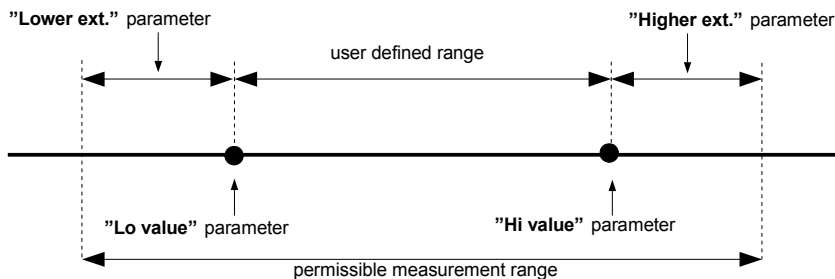 ”Lower ext.” parameter
”Higher ext.” parameter
user defined range
”Lo value” parameter
”Hi value” parameter
permissible measurement range